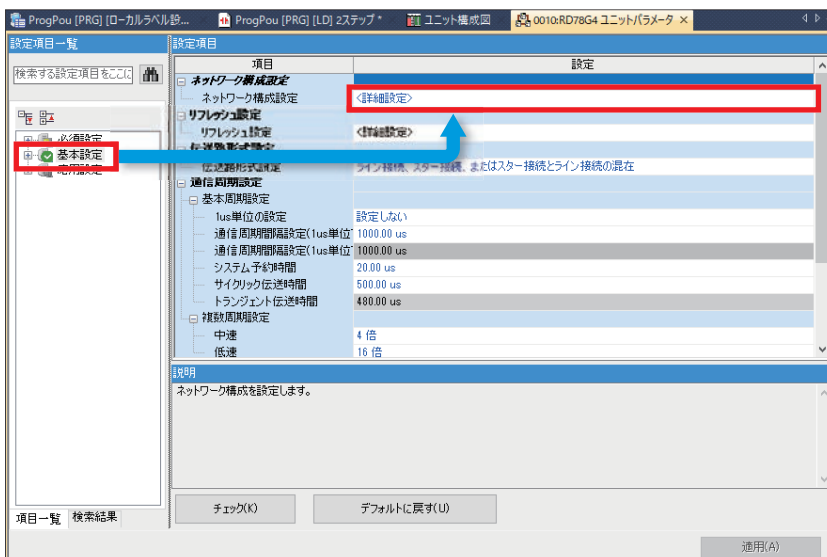 ProgPou [PRG] [ローカルラベル設...
ProgPou [PRG] [LD] 2ステップ *
ユニット構成図
0010:RD78G4 ユニットパラメータ ×
設定項目一覧
検索する設定項目をここに
必須設定
基本設定
応用設定
項目一覧 検索結果
設定項目
項目 設定
ネットワーク構成設定
ネットワーク構成設定 <詳細設定>
リフレッシュ設定
リフレッシュ設定 <詳細設定>
伝送路形式設定
伝送路形式設定 ライン接続、スター接続、またはスター接続とライン接続の混在
通信周期設定
基本周期設定
1us単位の設定 設定しない
通信周期間隔設定(1us単位 1000.00 us
通信周期間隔設定(1us単位 1000.00 us
システム予約時間 20.00 us
サイクリック伝送時間 500.00 us
トランジェント伝送時間 480.00 us
複数周期設定
中速 4 倍
低速 16 倍
説明
ネットワーク構成を設定します。
チェック(K) デフォルトに戻す(U)
適用(A)